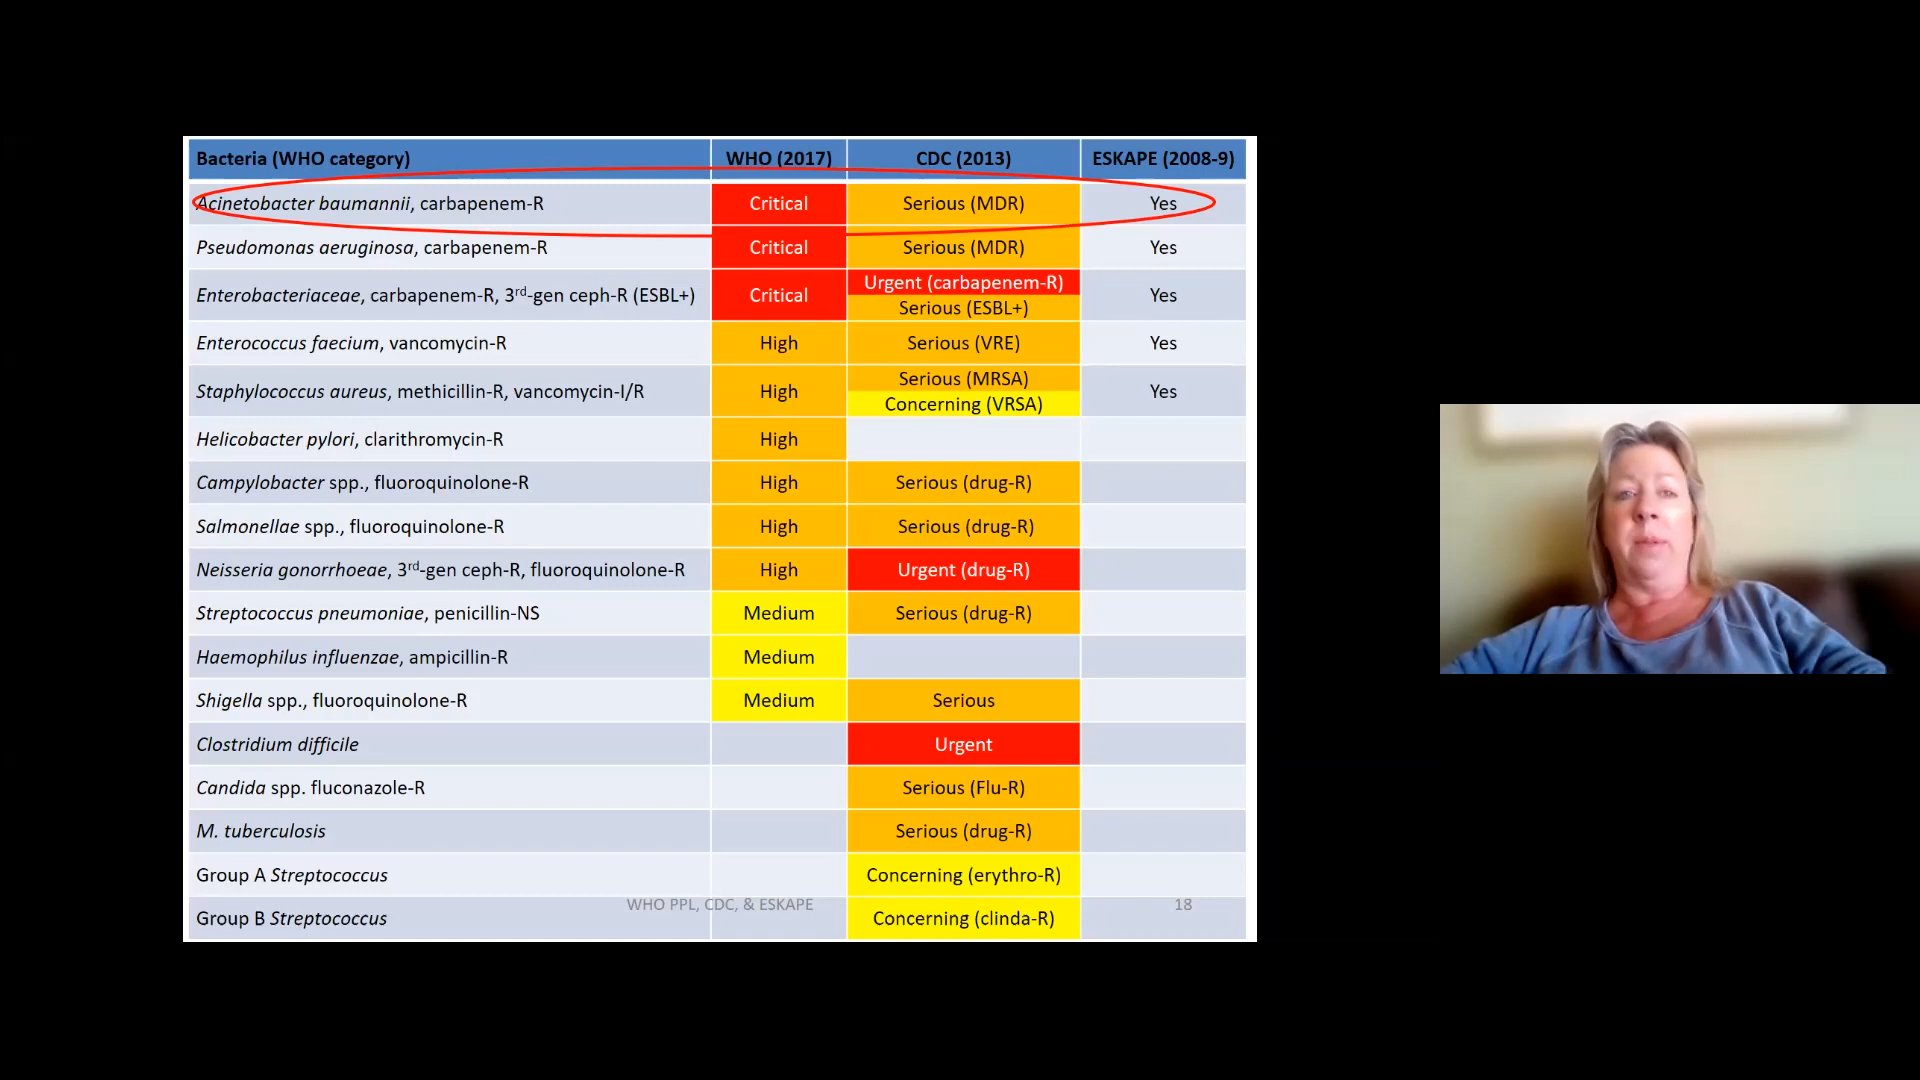 Bacteria (WHO category) WHO (2017) CDC (2013) ESKAPE (2008-9)
Acinetobacter baumannii, carbapenem-R Critical Serious (MDR) Yes
Pseudomonas aeruginosa, carbapenem-R Critical Serious (MDR) Yes
Enterobacteriaceae, carbapenem-R, 3rd-gen ceph-R (ESBL+) Critical Urgent (carbapenem-R) Yes
Serious (ESBL+)
Enterococcus faecium, vancomycin-R High Serious (VRE) Yes
Staphylococcus aureus, methicillin-R, vancomycin-I/R High Serious (MRSA) Yes
Concerning (VRSA)
Helicobacter pylori, clarithromycin-R High
Campylobacter spp., fluoroquinolone-R High Serious (drug-R)
Salmonellae spp., fluoroquinolone-R High Serious (drug-R)
Neisseria gonorrhoeae, 3rd-gen ceph-R, fluoroquinolone-R High Urgent (drug-R)
Streptococcus pneumoniae, penicillin-NS Medium Serious (drug-R)
Haemophilus influenzae, ampicillin-R Medium
Shigella spp., fluoroquinolone-R Medium Serious
Clostridium difficile Urgent
Candida spp. fluconazole-R Serious (Flu-R)
M. tuberculosis Serious (drug-R)
Group A Streptococcus Concerning (erythro-R)
WHO PPL, CDC, & ESKAPE 18
Group B Streptococcus Concerning (clinda-R)